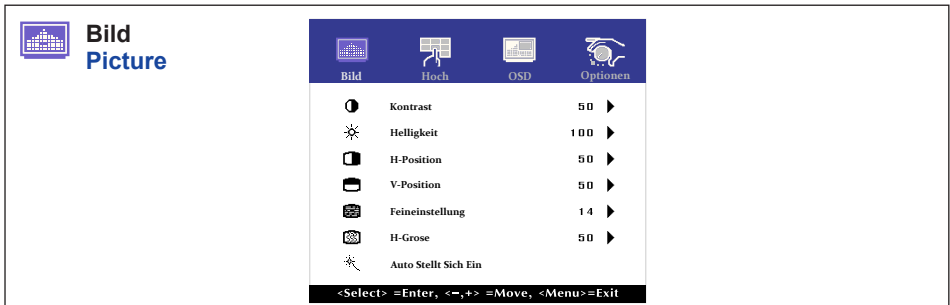 Bild
Picture
Bild Hoch OSD Optionen
Kontrast 50
Helligkeit 100
H-Position 50
V-Position 50
Feineinstellung 14
H-Grose 50
Auto Stellt Sich Ein
<Select> =Enter, <−,+> =Move, <Menu>=Exit